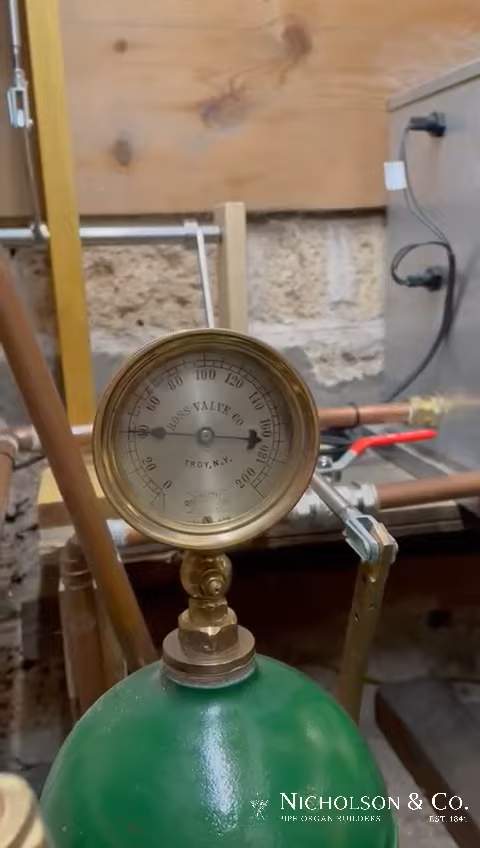 100
80
120
60
140
40
160
20
180
0
200
ROSS VALVE CO.
TROY, N.Y.
NICHOLSON & CO.
PIPE ORGAN BUILDERS
EST. 1841